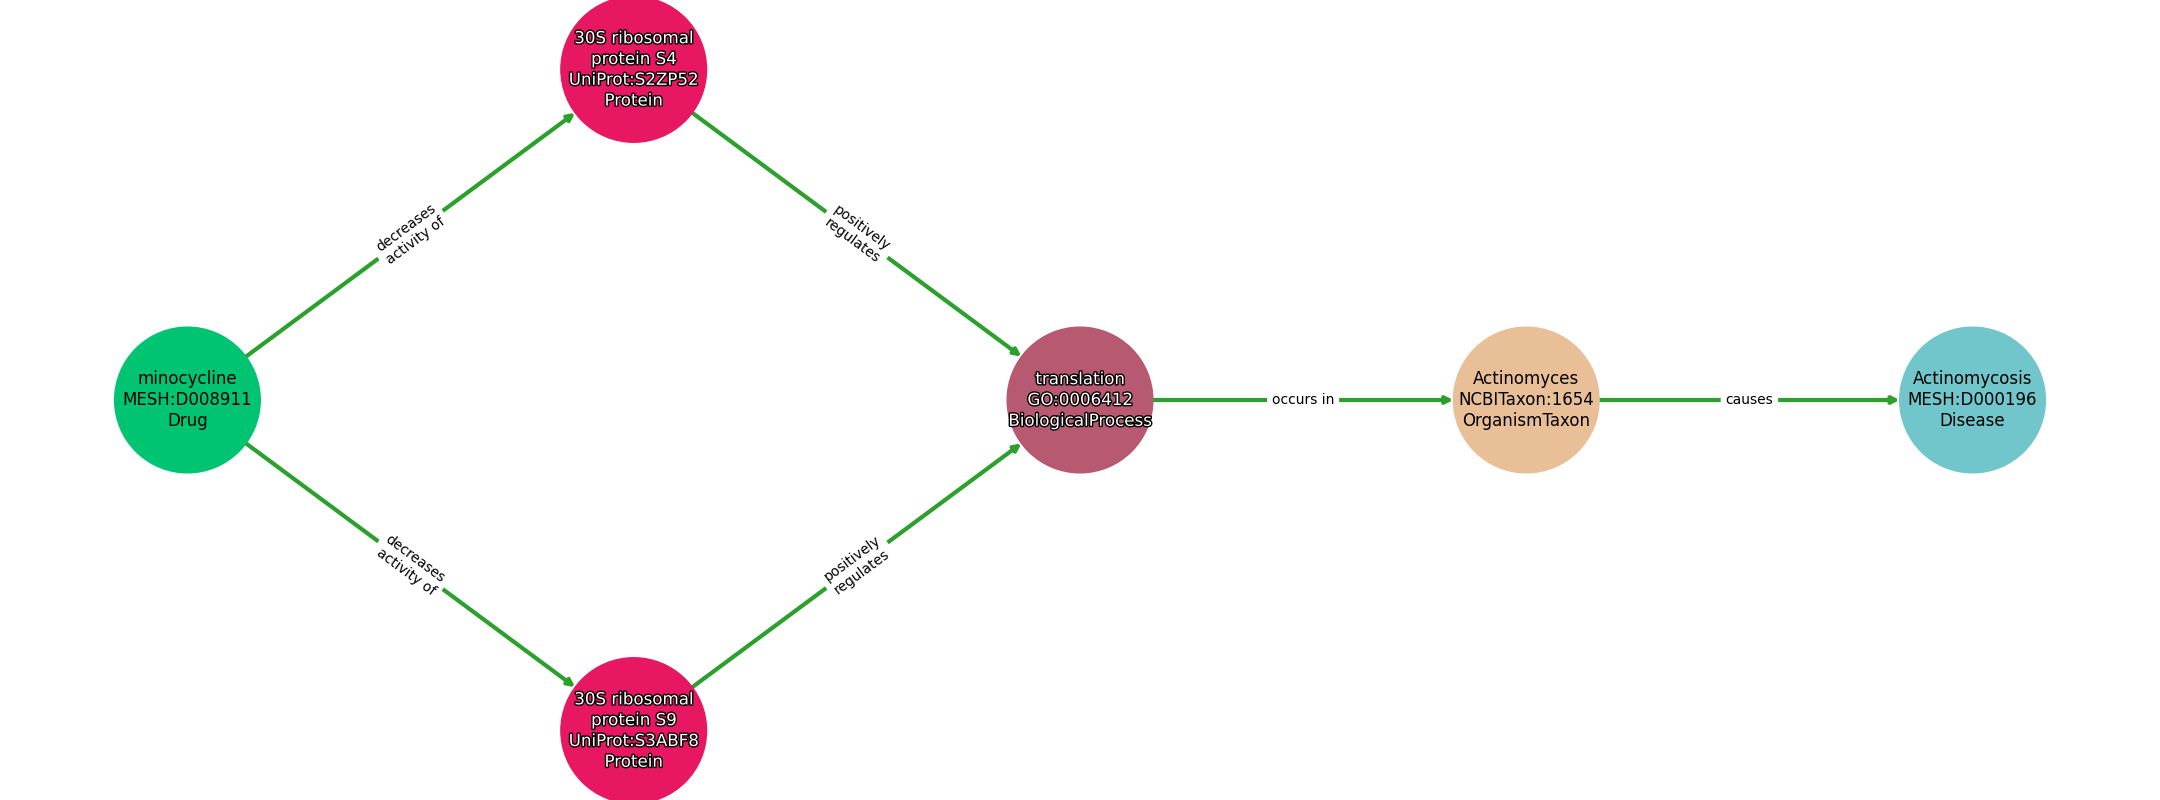 30S ribosomal
protein S4
UniProt:S2ZP52
Protein
decreases
activity of
positively
regulates
minocycline
MESH:D008911
Drug
translation
GO:0006412
BiologicalProcess
occurs in
Actinomyces
NCBITaxon:1654
OrganismTaxon
causes
Actinomycosis
MESH:D000196
Disease
decreases
activity of
positively
regulates
30S ribosomal
protein S9
UniProt:S3ABF8
Protein